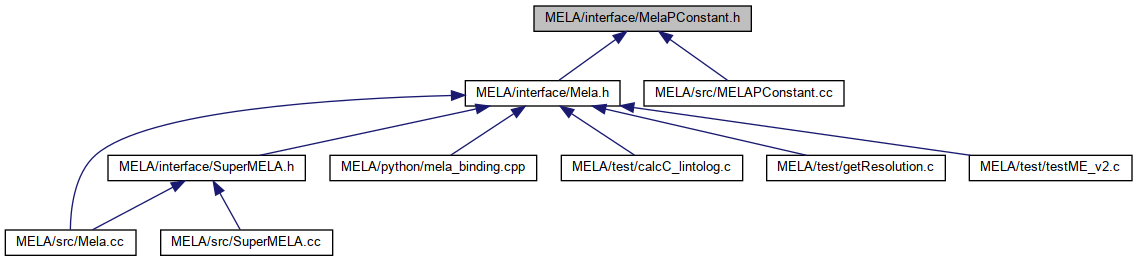 MELA/interface/MelaPConstant.h
MELA/interface/Mela.h
MELA/src/MELAPConstant.cc
MELA/interface/SuperMELA.h
MELA/python/mela_binding.cpp
MELA/test/calcC_lintolog.c
MELA/test/getResolution.c
MELA/test/testME_v2.c
MELA/src/Mela.cc
MELA/src/SuperMELA.cc